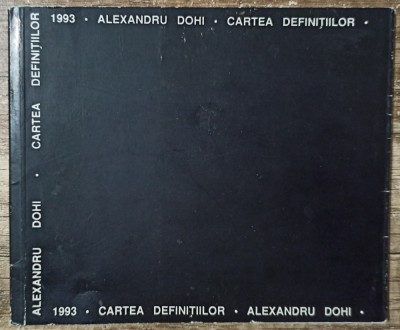 1993 · ALEXANDRU DOHI · CARTEA DEFINIȚIILOR ·
ALEXANDRU DOHI · CARTEA DEFINIȚIILOR
1993 · CARTEA DEFINIȚIILOR · ALEXANDRU DOHI ·